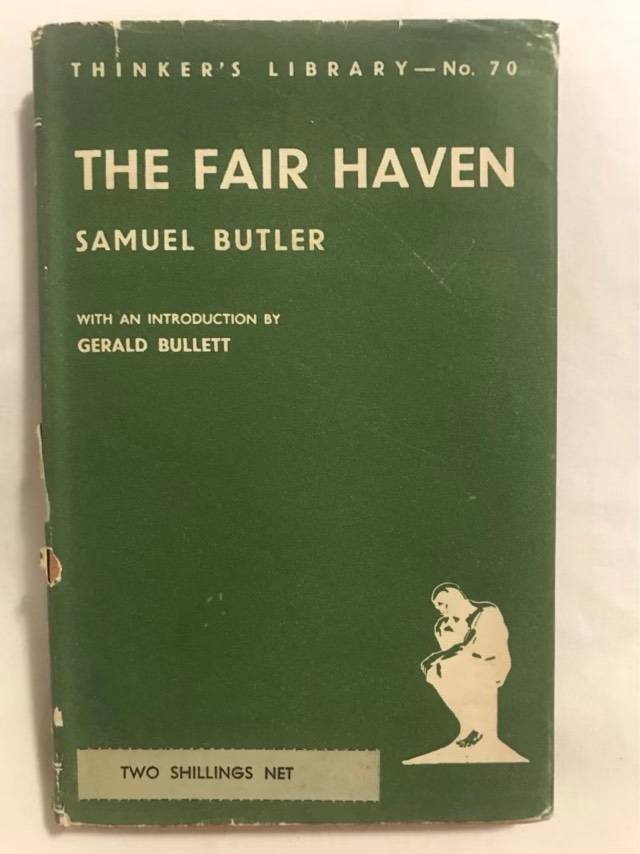 THINKER'S LIBRARY—No. 70
THE FAIR HAVEN
SAMUEL BUTLER
WITH AN INTRODUCTION BY
GERALD BULLETT
TWO SHILLINGS NET